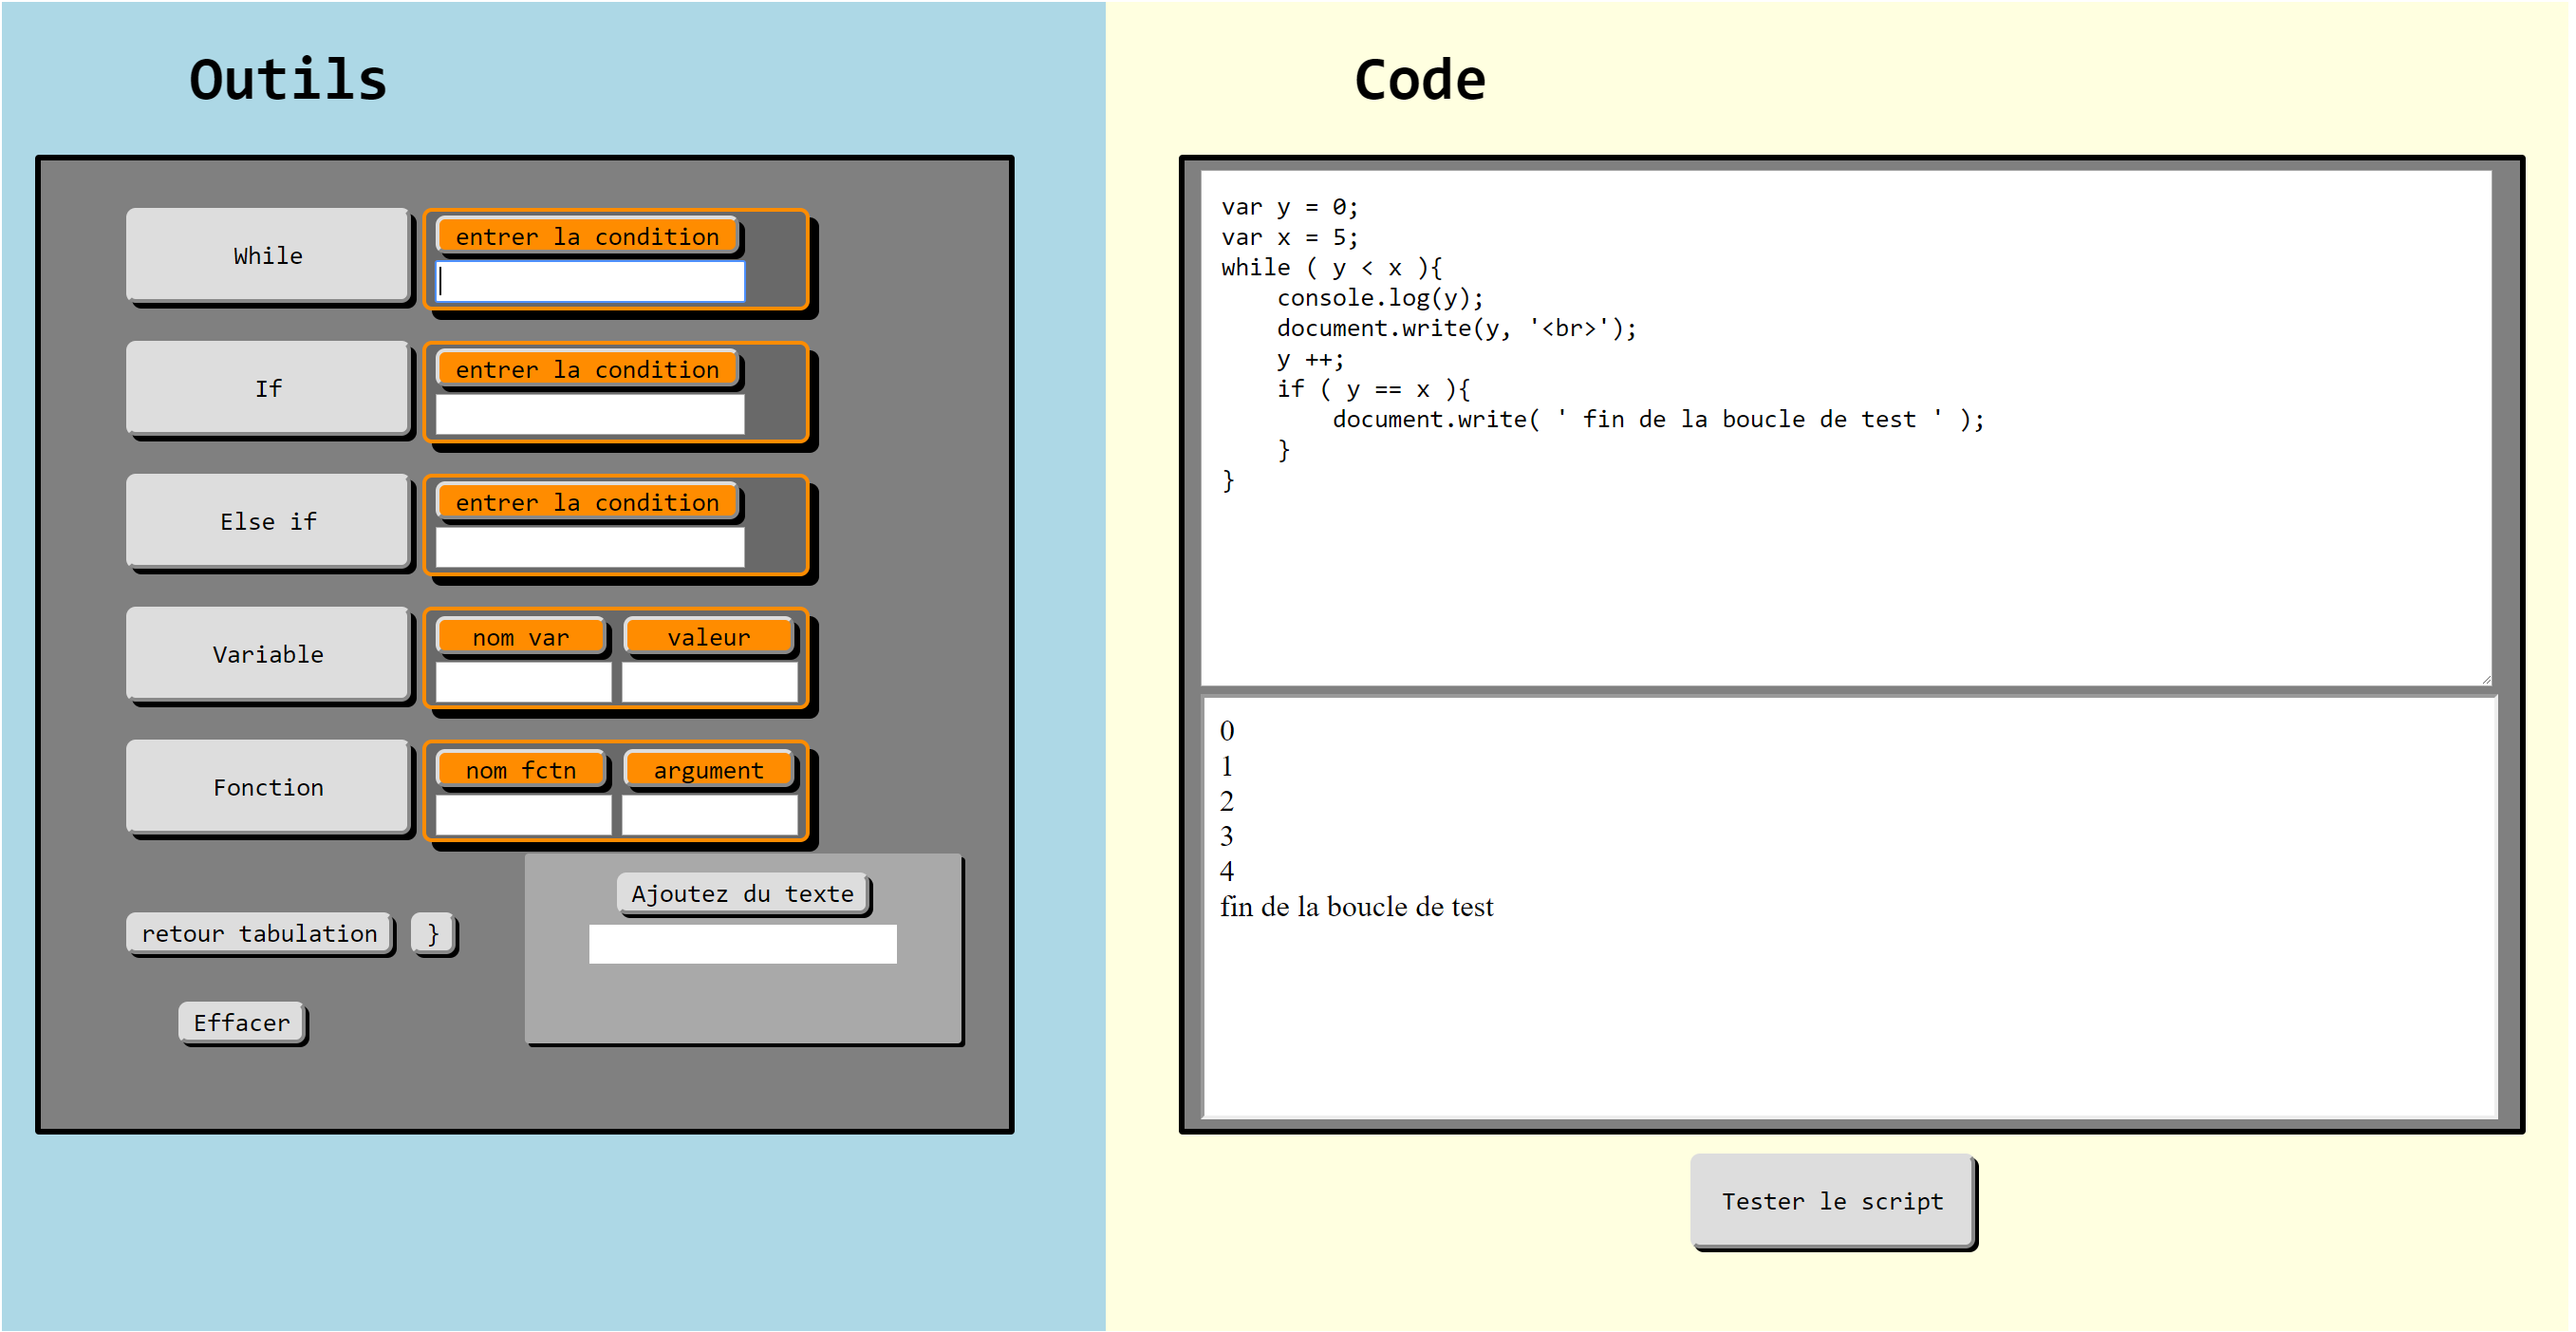 Outils
While
entrer la condition
If
entrer la condition
Else if
entrer la condition
Variable
nom var
valeur
Fonction
nom fctn
argument
Ajoutez du texte
retour tabulation
}
Effacer
Code
var y = 0;
var x = 5;
while ( y < x ){
    console.log(y);
    document.write(y, '<br>');
    y ++;
    if ( y == x ){
        document.write( ' fin de la boucle de test ' );
    }
}
0
1
2
3
4
fin de la boucle de test
Tester le script